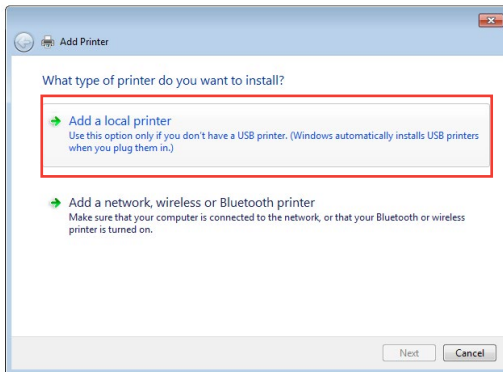 Add Printer
What type of printer do you want to install?
Add a local printer
Use this option only if you don't have a USB printer. (Windows automatically installs USB printers
when you plug them in.)
Add a network, wireless or Bluetooth printer
Make sure that your computer is connected to the network, or that your Bluetooth or wireless
printer is turned on.
Next Cancel